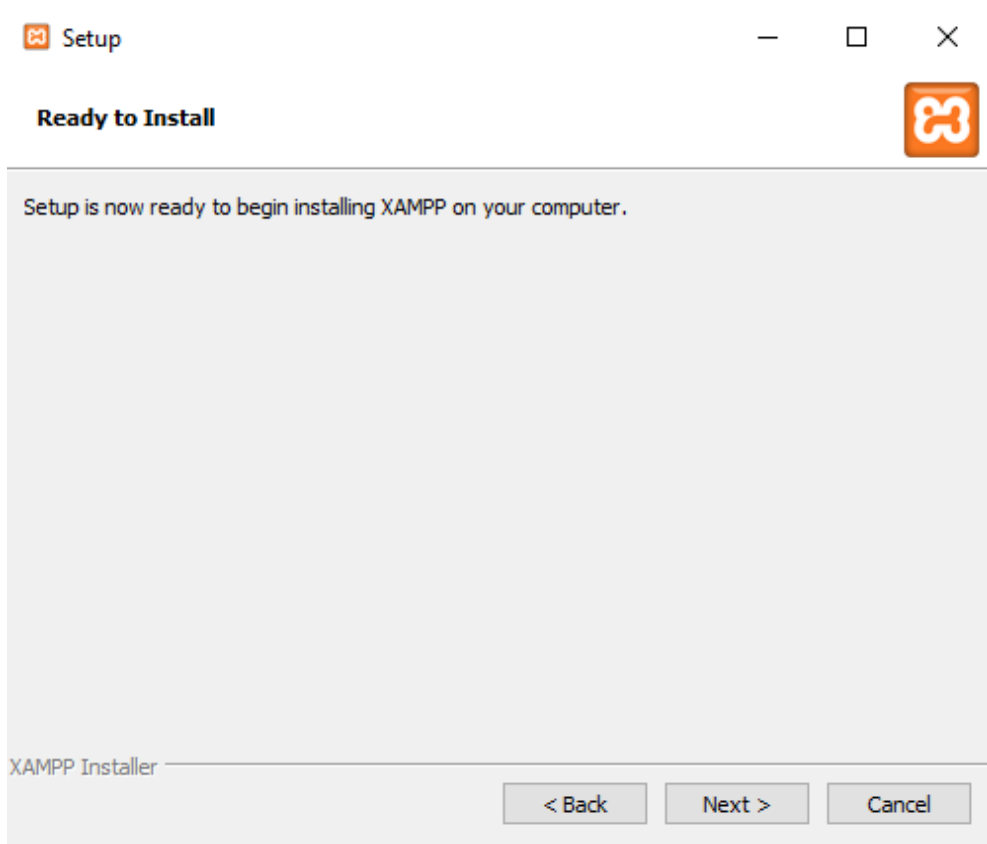 Setup
Ready to Install
Setup is now ready to begin installing XAMPP on your computer.
XAMPP Installer
< Back
Next >
Cancel